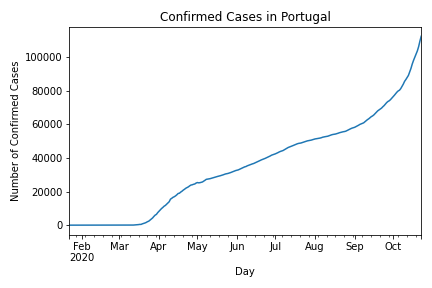 Confirmed Cases in Portugal
Number of Confirmed Cases
100000
80000
60000
40000
20000
0
Feb Mar Apr May Jun Jul Aug Sep Oct
2020
Day